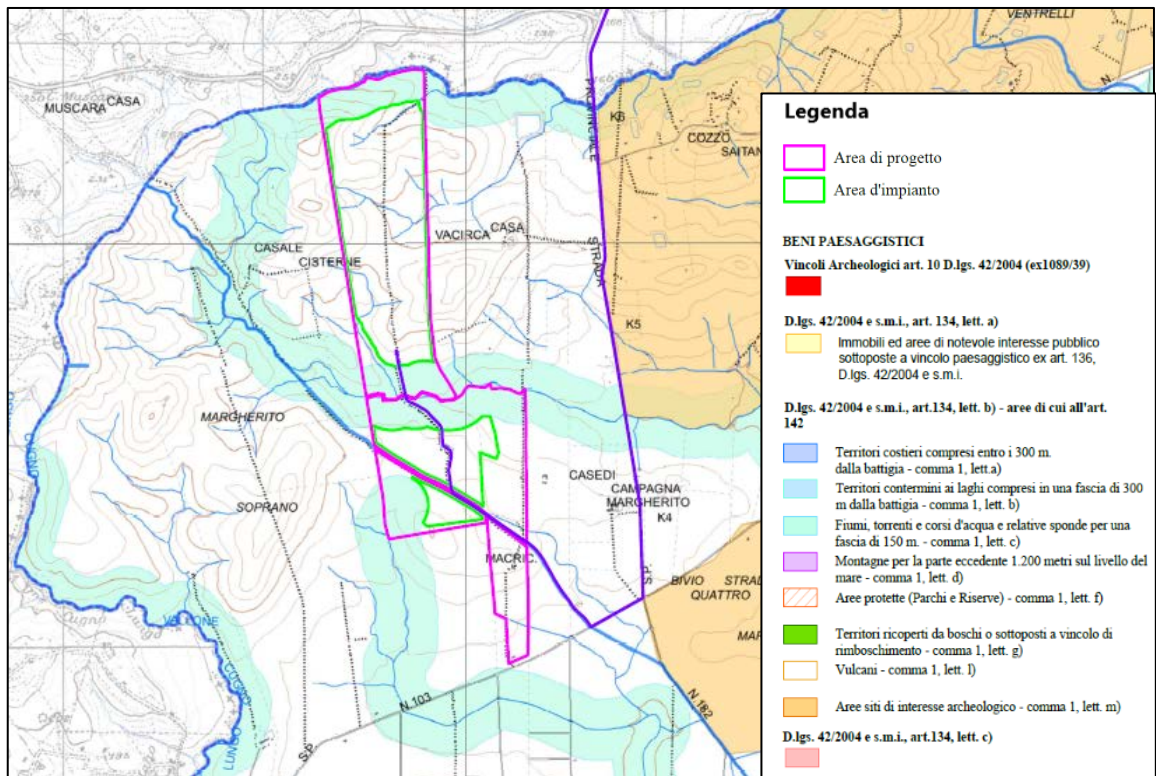 VENTRELLI
MUSCARA CASA
PROVINCIALE
K6
COZZO
SAITAN
VACIRCA CASA
STRADA
CASALE
CISTERNE
K5
MARGHERITO
CASEDI
CAMPAGNA
MARGHERITO
K4
SOPRANO
MACRIC.
S.P.
BIVIO STRAD
QUATTRO
MAR
VALLONE
LUNGO
CUGNO
N 103
S.P.
N 182
N.
Legenda
Area di progetto
Area d'impianto
BENI PAESAGGISTICI
Vincoli Archeologici art. 10 D.lgs. 42/2004 (ex1089/39)
D.lgs. 42/2004 e s.m.i., art. 134, lett. a)
Immobili ed aree di notevole interesse pubblico
sottoposte a vincolo paesaggistico ex art. 136,
D.lgs. 42/2004 e s.m.i.
D.lgs. 42/2004 e s.m.i., art.134, lett. b) - aree di cui all'art.
142
Territori costieri compresi entro i 300 m.
dalla battigia - comma 1, lett.a)
Territori contermini ai laghi compresi in una fascia di 300
m dalla battigia - comma 1, lett. b)
Fiumi, torrenti e corsi d'acqua e relative sponde per una
fascia di 150 m. - comma 1, lett. c)
Montagne per la parte eccedente 1.200 metri sul livello del
mare - comma 1, lett. d)
Aree protette (Parchi e Riserve) - comma 1, lett. f)
Territori ricoperti da boschi o sottoposti a vincolo di
rimboschimento - comma 1, lett. g)
Vulcani - comma 1, lett. l)
Aree siti di interesse archeologico - comma 1, lett. m)
D.lgs. 42/2004 e s.m.i., art.134, lett. c)